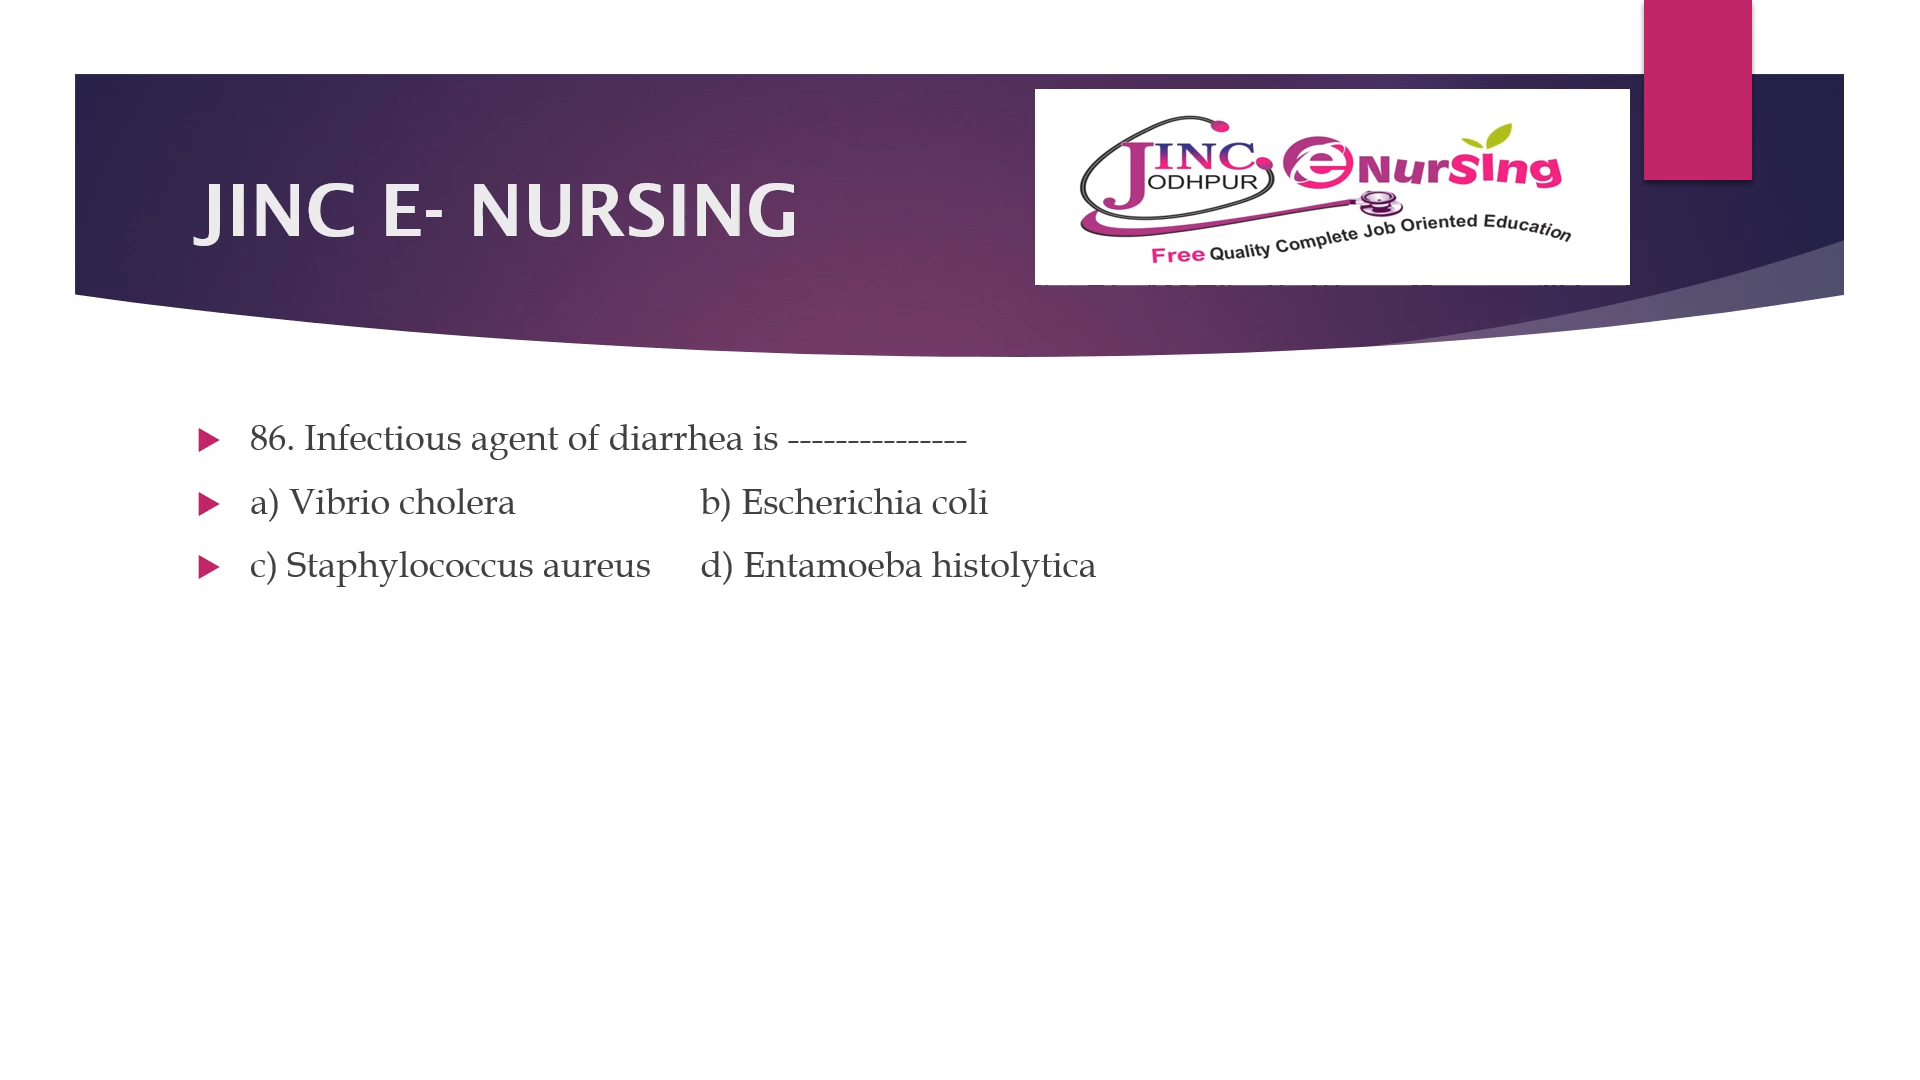 JINC E- NURSING
JINC
ODHPUR
eNursing
Free Quality Complete Job Oriented Education
86. Infectious agent of diarrhea is ---------------
a) Vibrio cholera b) Escherichia coli
c) Staphylococcus aureus d) Entamoeba histolytica